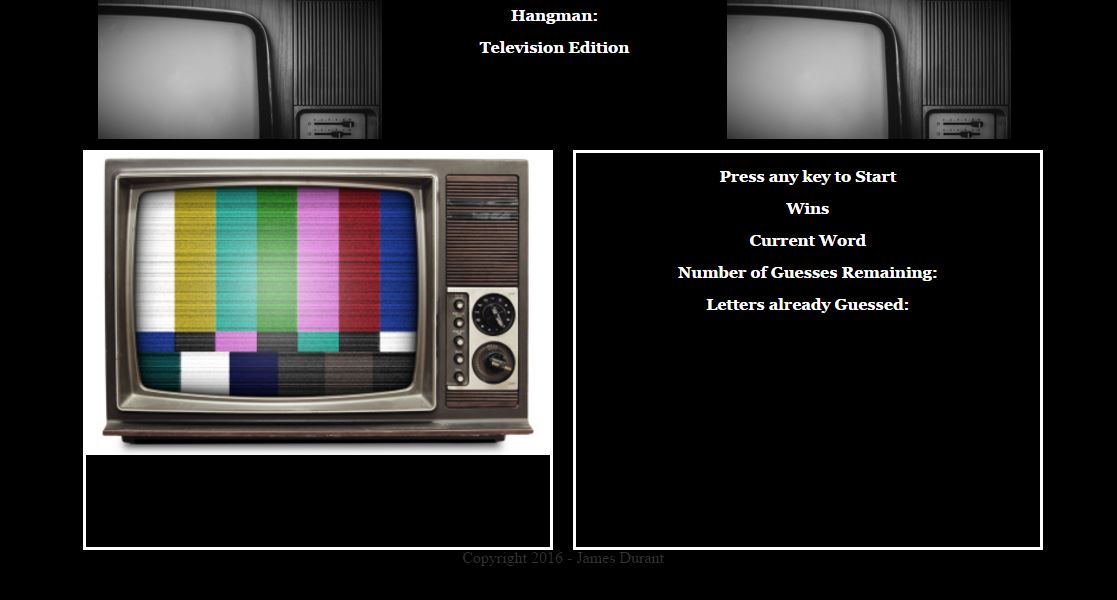 Hangman:
Television Edition
Press any key to Start
Wins
Current Word
Number of Guesses Remaining:
Letters already Guessed:
Copyright 2016 - James Durant